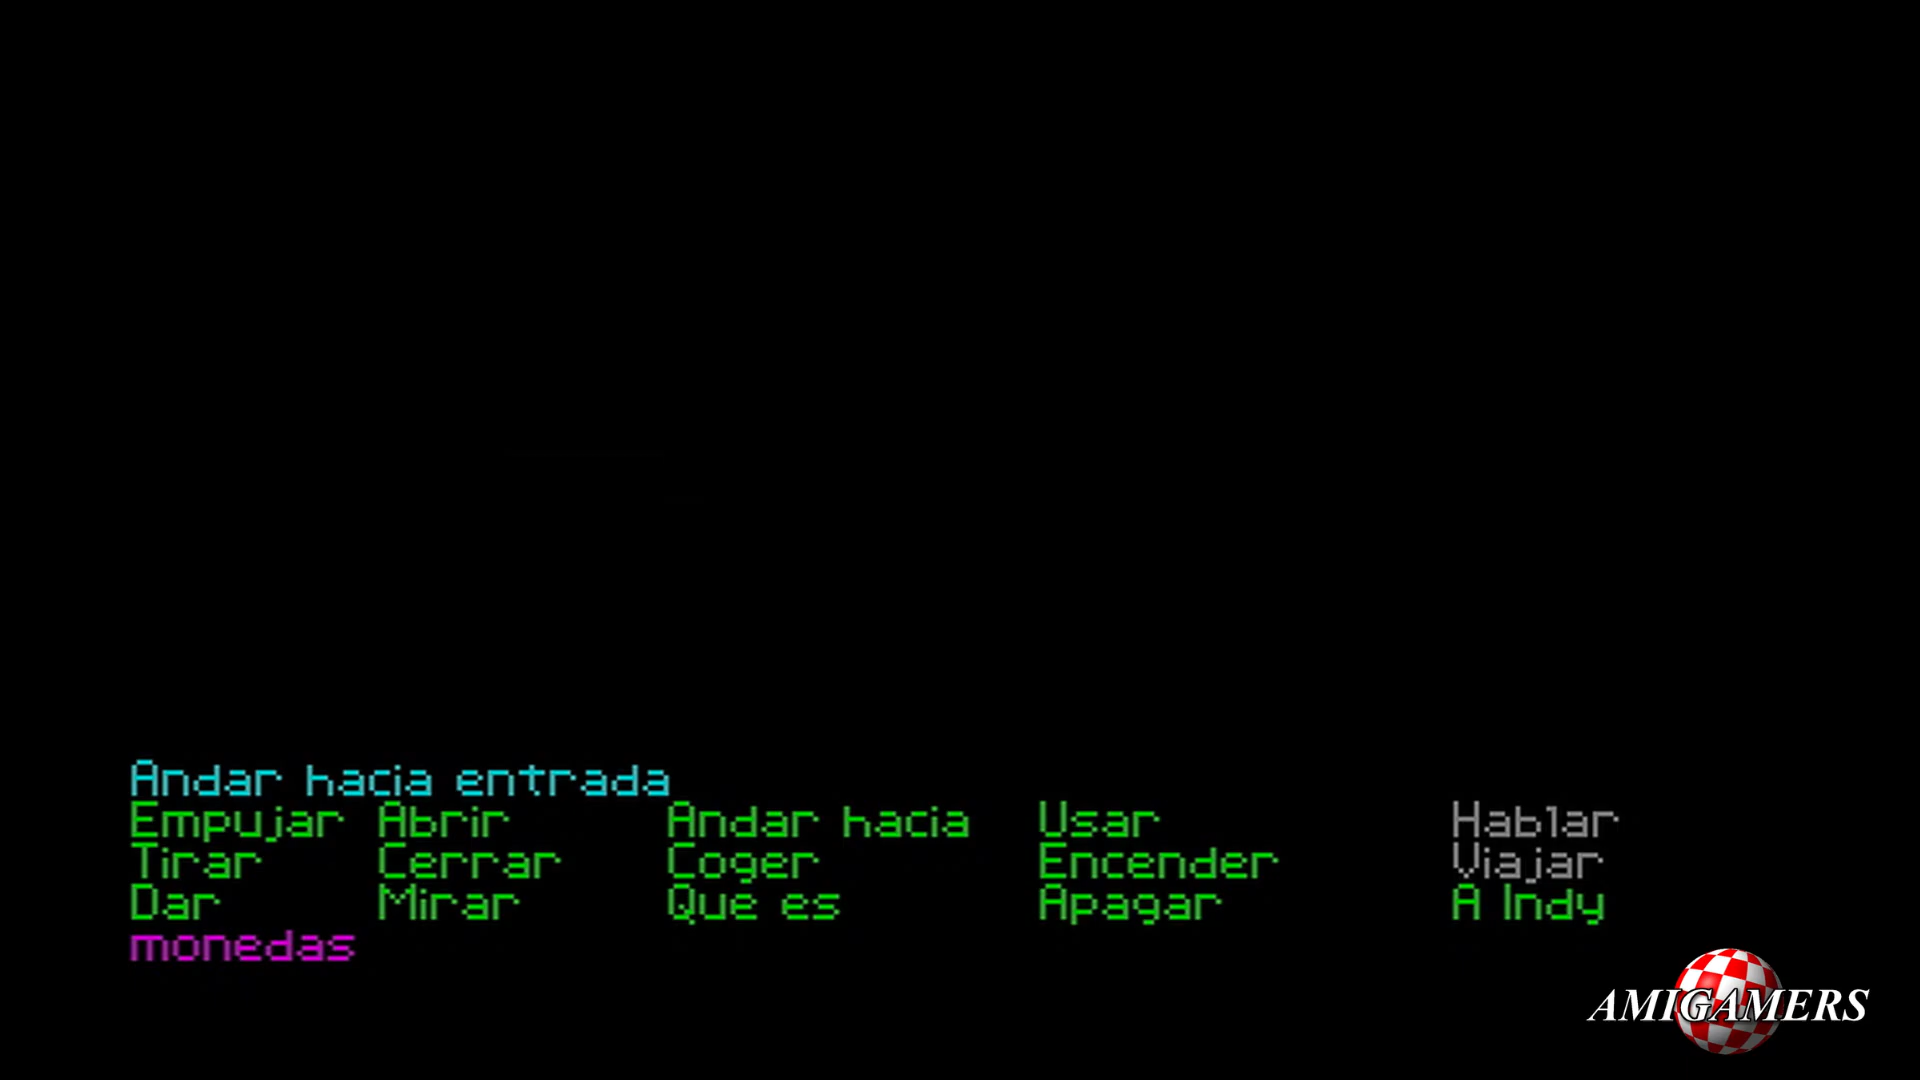 Andar hacia entrada
Empujar Abrir Andar hacia Usar Hablar
Tirar Cerrar Coger Encender Viajar
Dar Mirar Qué es Apagar A Indy
monedas
AMIGAMERS